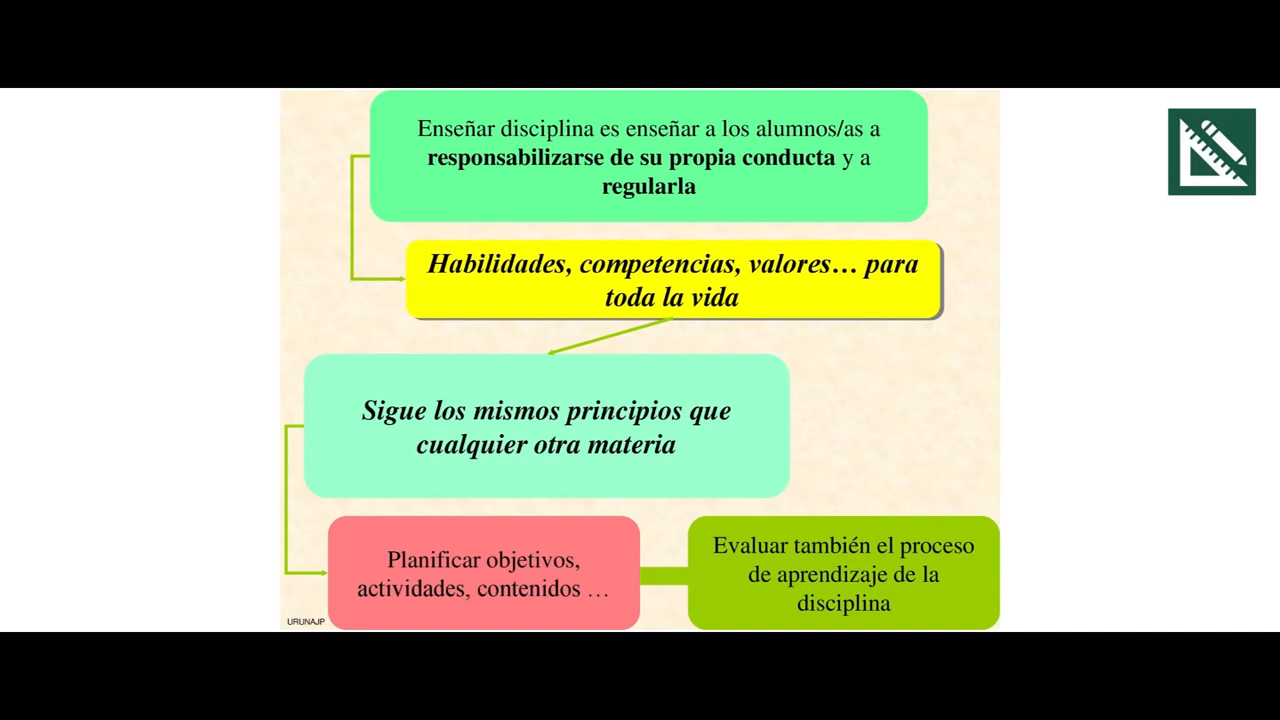 Enseñar disciplina es enseñar a los alumnos/as a
responsabilizarse de su propia conducta y a
regularla
Habilidades, competencias, valores… para
toda la vida
Sigue los mismos principios que
cualquier otra materia
Planificar objetivos,
actividades, contenidos …
Evaluar también el proceso
de aprendizaje de la
disciplina
URUNAJP